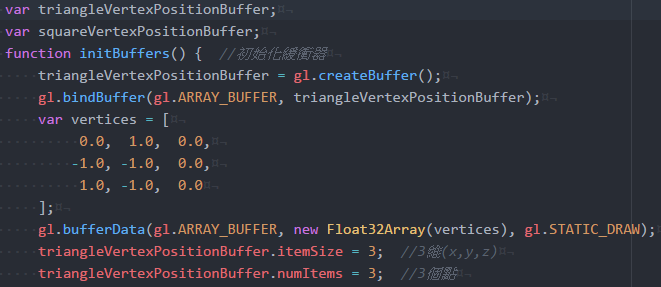 var triangleVertexPositionBuffer;
var squareVertexPositionBuffer;
function initBuffers() {  //初始化緩衝器
    triangleVertexPositionBuffer = gl.createBuffer();
    gl.bindBuffer(gl.ARRAY_BUFFER, triangleVertexPositionBuffer);
    var vertices = [
         0.0,  1.0,  0.0,
        -1.0, -1.0,  0.0,
         1.0, -1.0,  0.0
    ];
    gl.bufferData(gl.ARRAY_BUFFER, new Float32Array(vertices), gl.STATIC_DRAW);
    triangleVertexPositionBuffer.itemSize = 3;  //3維(x,y,z)
    triangleVertexPositionBuffer.numItems = 3;  //3個點